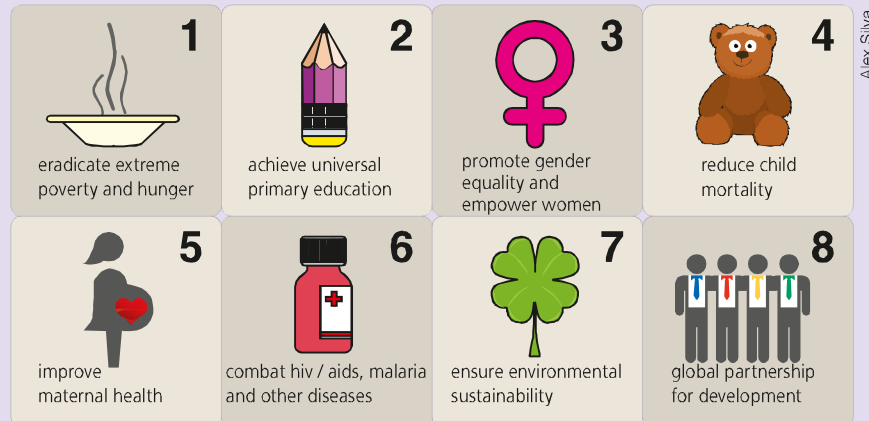 1
eradicate extreme
poverty and hunger
2
achieve universal
primary education
3
promote gender
equality and
empower women
4
reduce child
mortality
Alex Silva
5
improve
maternal health
6
combat hiv / aids, malaria
and other diseases
7
ensure environmental
sustainability
8
global partnership
for development